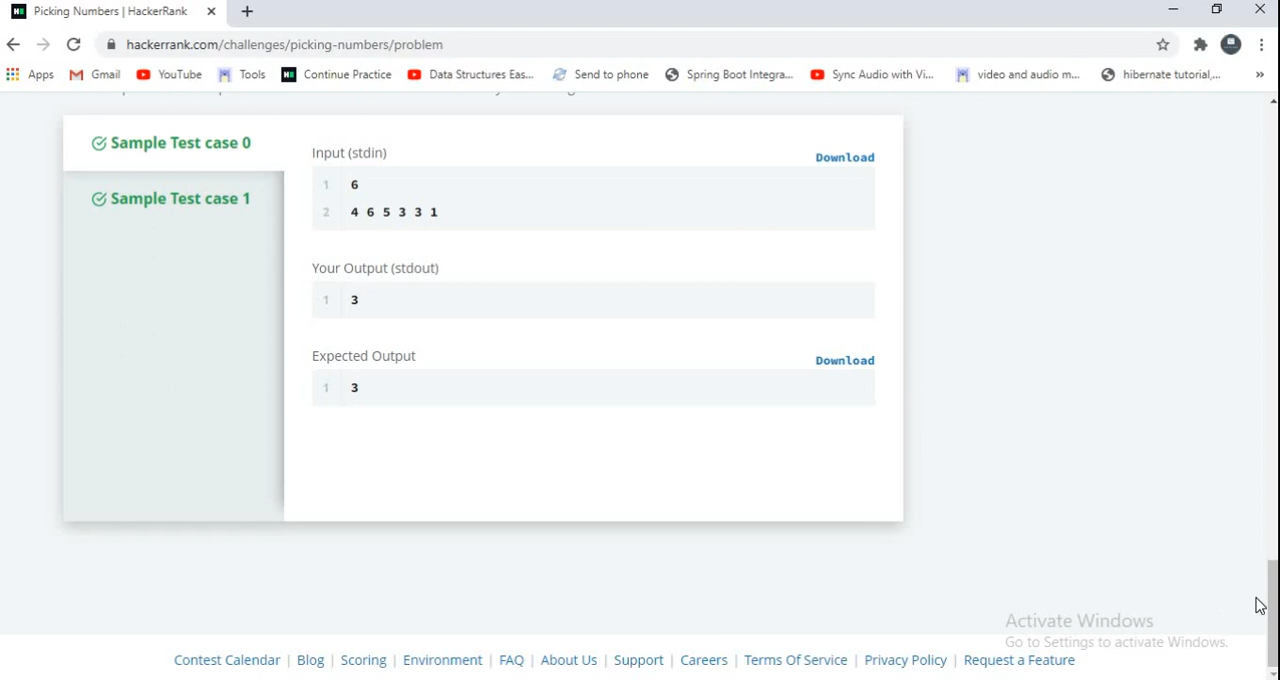 Picking Numbers | HackerRank
hackerrank.com/challenges/picking-numbers/problem
Apps Gmail YouTube Tools Continue Practice Data Structures Eas... Send to phone Spring Boot Integra... Sync Audio with Vi... video and audio m... hibernate tutorial,... »
Sample Test case 0
Sample Test case 1
Input (stdin)
Download
1 6
2 4 6 5 3 3 1
Your Output (stdout)
1 3
Expected Output
Download
1 3
Activate Windows
Go to Settings to activate Windows.
Contest Calendar | Blog | Scoring | Environment | FAQ | About Us | Support | Careers | Terms Of Service | Privacy Policy | Request a Feature